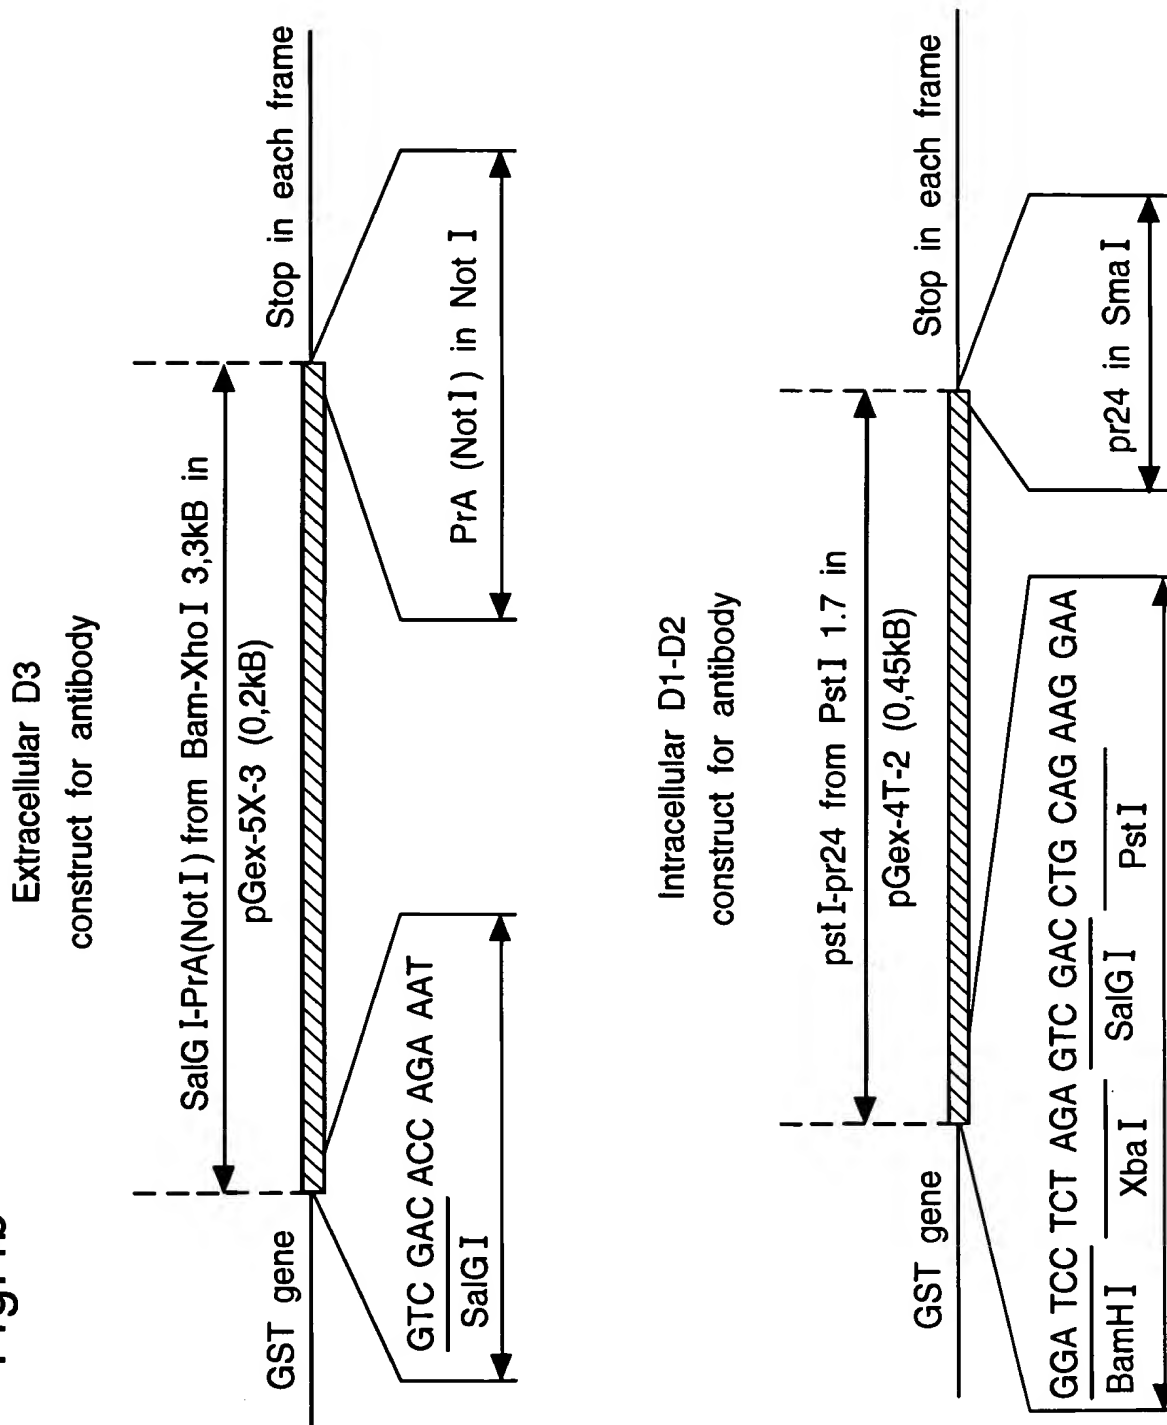 Extracellular D3
construct for antibody
SalG I-PrA(Not I) from Bam-Xho I 3,3kB in
pGex-5X-3 (0,2kB)
GST gene
Stop in each frame
GTC GAC ACC AGA AAT
SalG I
PrA (Not I) in Not I
Intracellular D1-D2
construct for antibody
pst I-pr24 from Pst I 1.7 in
pGex-4T-2 (0,45kB)
GST gene
Stop in each frame
GGA TCC TCT AGA GTC GAC CTG CAG AAG GAA
BamH I Xba I SalG I Pst I
pr24 in Sma I